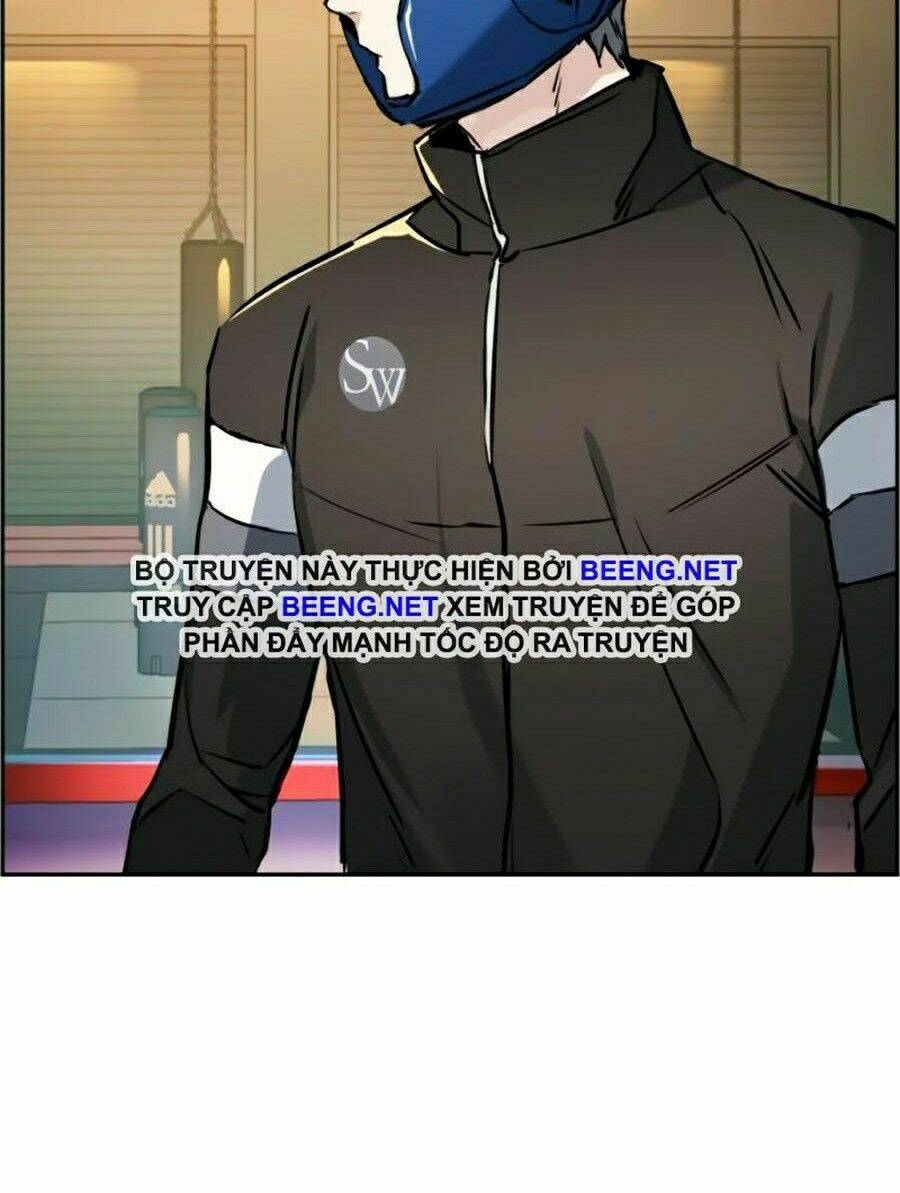 SW
BỘ TRUYỆN NÀY THỰC HIỆN BỞI BEENG.NET
TRUY CẬP BEENG.NET XEM TRUYỆN ĐỂ GÓP
PHẦN ĐẨY MẠNH TỐC ĐỘ RA TRUYỆN